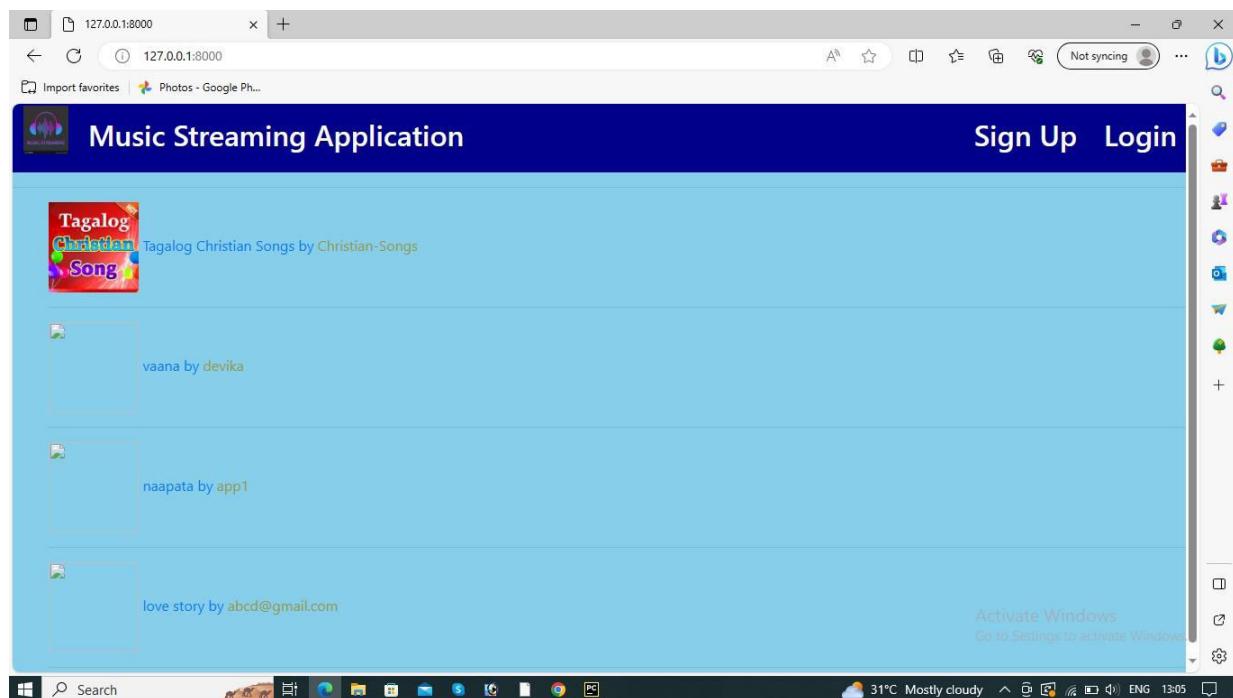 127.0.0.1:8000
127.0.0.1:8000
Not syncing
Import favorites
Photos - Google Ph...
Music Streaming Application
Sign Up
Login
Tagalog
Christian
Song
Tagalog Christian Songs by Christian-Songs
vaana by devika
naapata by app1
love story by abcd@gmail.com
Activate Windows
Go to Settings to activate Windows.
Search
PC
31°C Mostly cloudy
ENG
13:05